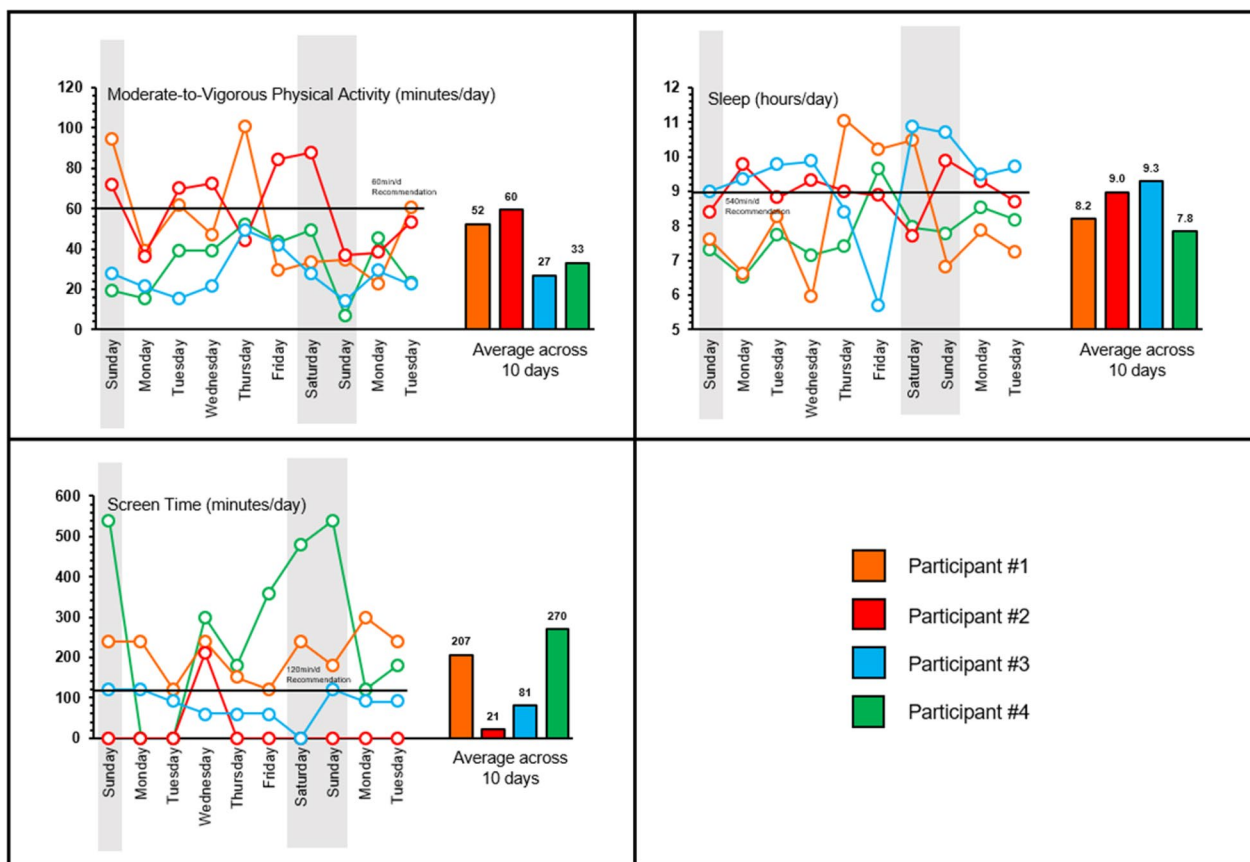 Moderate-to-Vigorous Physical Activity (minutes/day)
120
100
80
60
40
20
0
60min/d
Recommendation
52
60
27
33
Sunday
Monday
Tuesday
Wednesday
Thursday
Friday
Saturday
Sunday
Monday
Tuesday
Average across
10 days
Sleep (hours/day)
12
11
10
9
8
7
6
5
540min/d
Recommendation
8.2
9.0
9.3
7.8
Sunday
Monday
Tuesday
Wednesday
Thursday
Friday
Saturday
Sunday
Monday
Tuesday
Average across
10 days
Screen Time (minutes/day)
600
500
400
300
200
100
0
120min/d
Recommendation
207
21
81
270
Sunday
Monday
Tuesday
Wednesday
Thursday
Friday
Saturday
Sunday
Monday
Tuesday
Average across
10 days
Participant #1
Participant #2
Participant #3
Participant #4